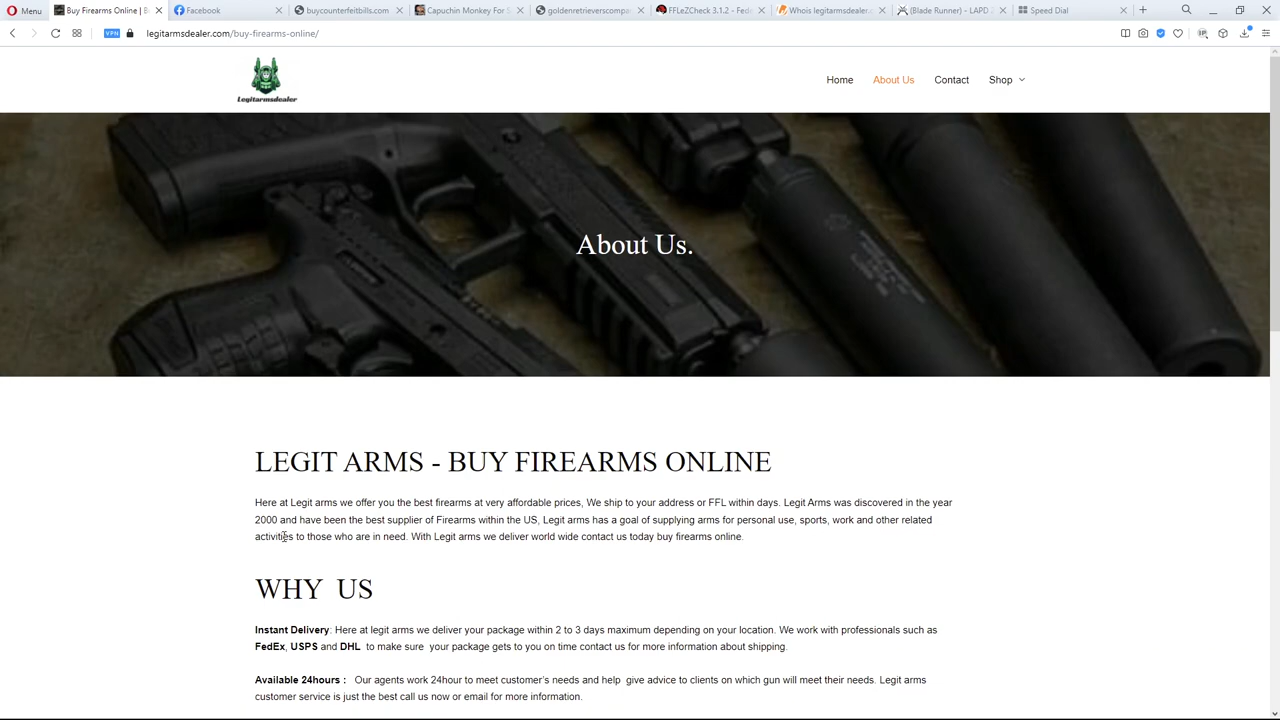 Menu
Buy Firearms Online | B
Facebook
buycounterfeitbills.com
Capuchin Monkey For S
goldenretrieverscompa
FFLeZCheck 3.1.2 - Fede
Whois legitarmsdealer.c
(Blade Runner) - LAPD 2
Speed Dial
VPN
legitarmsdealer.com/buy-firearms-online/
Legitarmsdealer
Home
About Us
Contact
Shop
About Us.
LEGIT ARMS - BUY FIREARMS ONLINE
Here at Legit arms we offer you the best firearms at very affordable prices, We ship to your address or FFL within days. Legit Arms was discovered in the year
2000 and have been the best supplier of Firearms within the US, Legit arms has a goal of supplying arms for personal use, sports, work and other related
activities to those who are in need. With Legit arms we deliver world wide contact us today buy firearms online.
WHY US
Instant Delivery: Here at legit arms we deliver your package within 2 to 3 days maximum depending on your location. We work with professionals such as
FedEx, USPS and DHL to make sure your package gets to you on time contact us for more information about shipping.
Available 24hours : Our agents work 24hour to meet customer's needs and help give advice to clients on which gun will meet their needs. Legit arms
customer service is just the best call us now or email for more information.